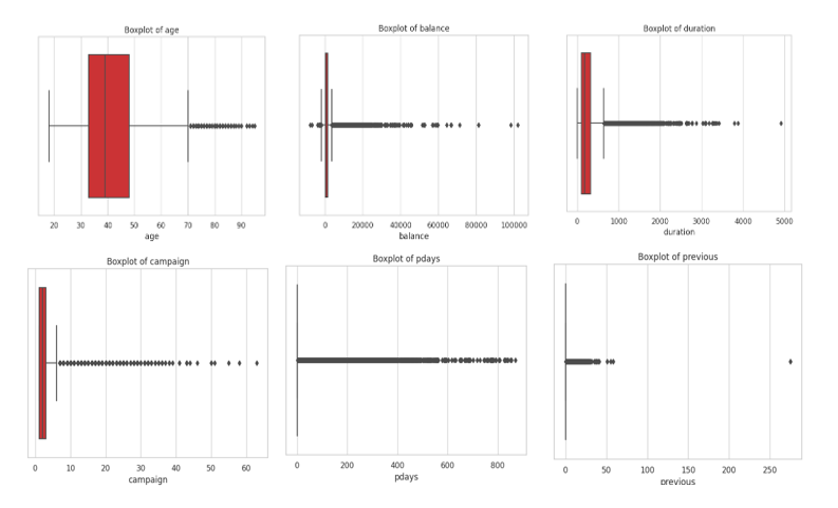 Boxplot of age
20 30 40 50 60 70 80 90
age
Boxplot of balance
0 20000 40000 60000 80000 100000
balance
Boxplot of duration
0 1000 2000 3000 4000 5000
duration
Boxplot of campaign
0 10 20 30 40 50 60
campaign
Boxplot of pdays
0 200 400 600 800
pdays
Boxplot of previous
0 50 100 150 200 250
previous